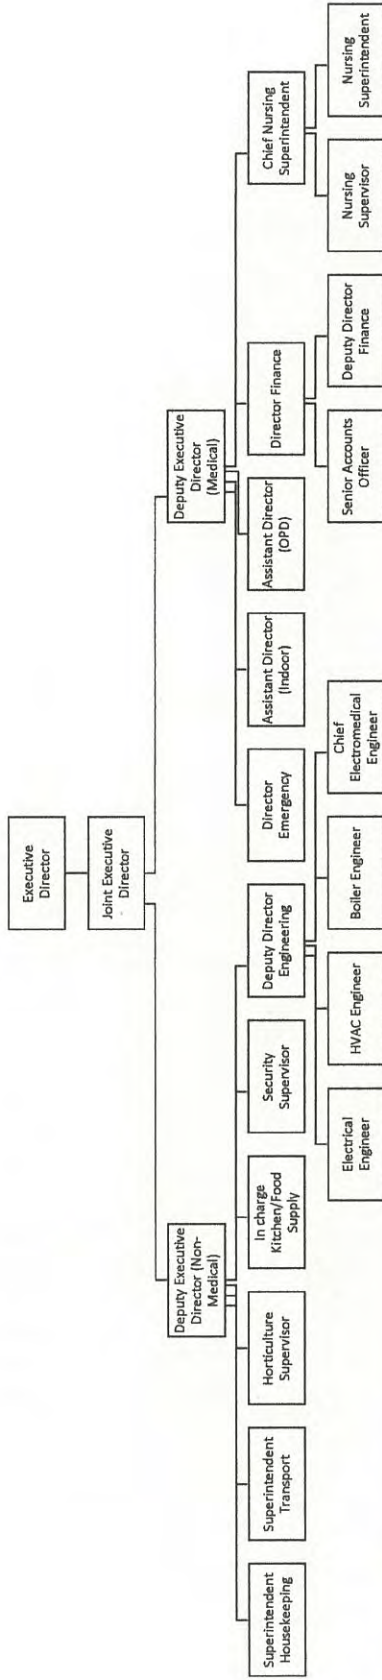 Executive
Director
Joint Executive
Director
Deputy Executive
Director (Non-
Medical)
Deputy Executive
Director
(Medical)
Superintendent
Housekeeping
Superintendent
Transport
Horticulture
Supervisor
In charge
Kitchen/Food
Supply
Security
Supervisor
Deputy Director
Engineering
Director
Emergency
Assistant Director
(Indoor)
Assistant Director
(OPD)
Director Finance
Chief Nursing
Superintendent
Electrical
Engineer
HVAC Engineer
Boiler Engineer
Chief
Electromedical
Engineer
Senior Accounts
Officer
Deputy Director
Finance
Nursing
Supervisor
Nursing
Superintendent